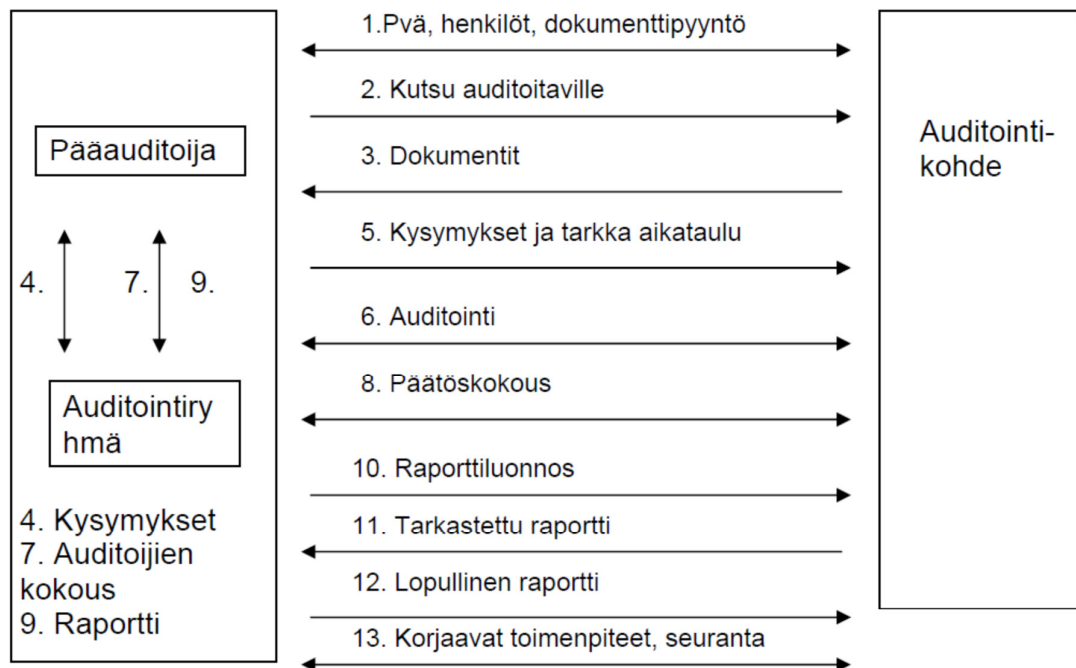 1.Pvä, henkilöt, dokumenttipyyntö
2. Kutsu auditoitaville
Pääauditoija
3. Dokumentit
Auditointi-
kohde
5. Kysymykset ja tarkka aikataulu
4.
7.
9.
6. Auditointi
8. Päätöskokous
Auditointiry
hmä
10. Raporttiluonnos
4. Kysymykset
7. Auditoijien
kokous
9. Raportti
11. Tarkastettu raportti
12. Lopullinen raportti
13. Korjaavat toimenpiteet, seuranta